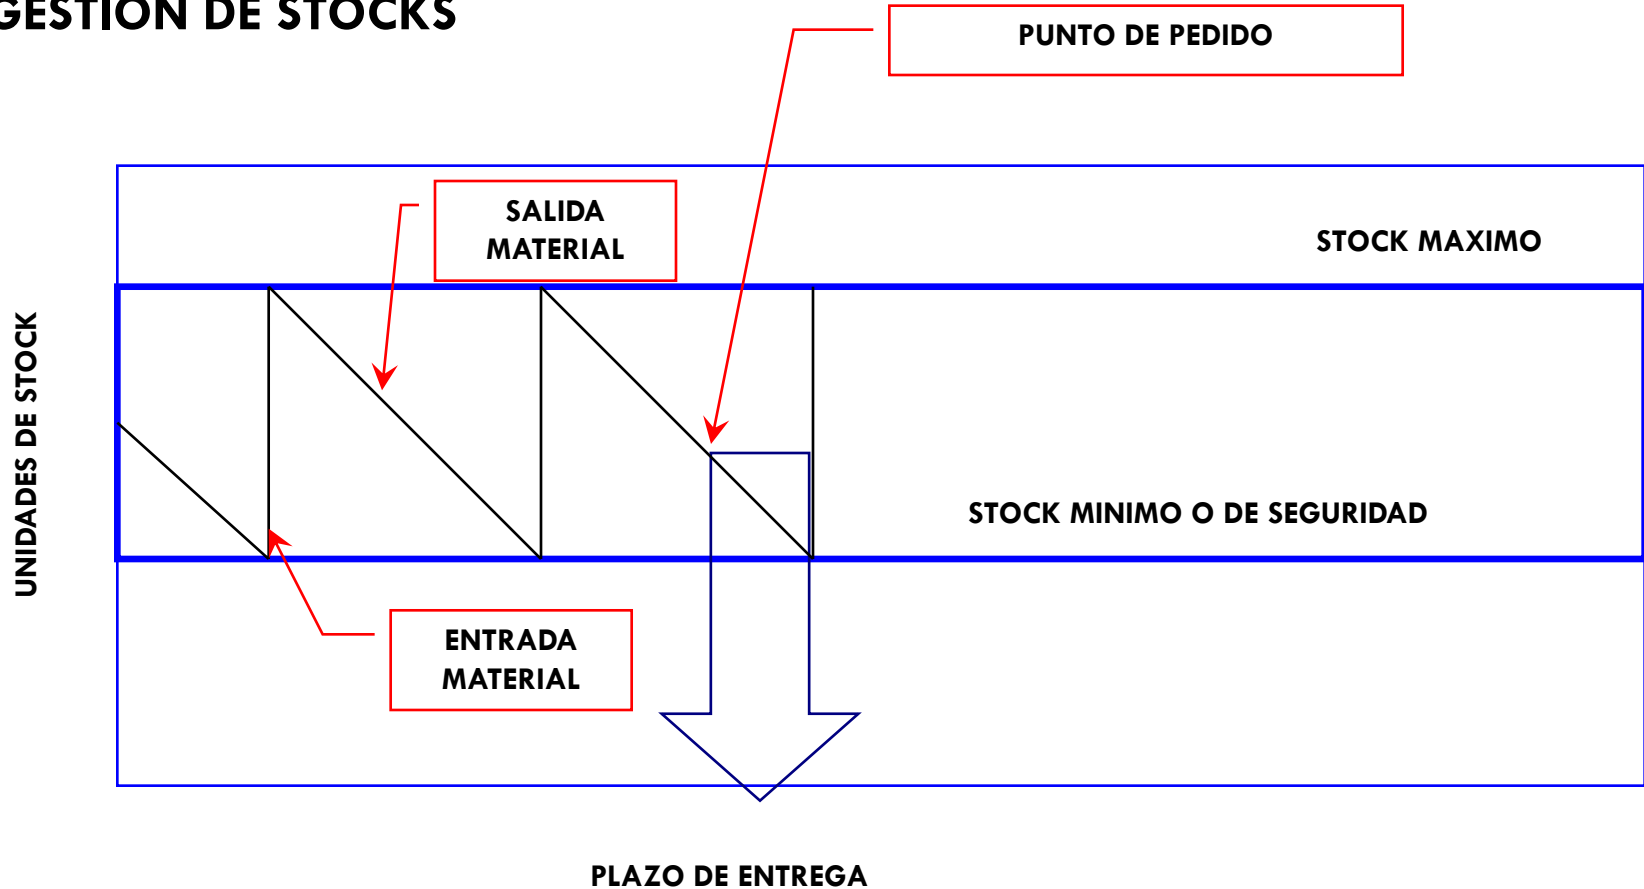 GESTION DE STOCKS
PUNTO DE PEDIDO
SALIDA
MATERIAL
STOCK MAXIMO
UNIDADES DE STOCK
STOCK MINIMO O DE SEGURIDAD
ENTRADA
MATERIAL
PLAZO DE ENTREGA